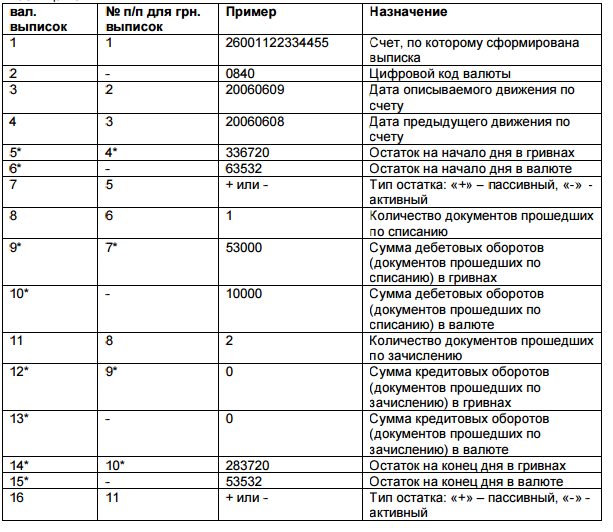 вал. выписок | № п/п для грн. выписок | Пример | Назначение
1 | 1 | 26001122334455 | Счет, по которому сформирована выписка
2 | - | 0840 | Цифровой код валюты
3 | 2 | 20060609 | Дата описываемого движения по счету
4 | 3 | 20060608 | Дата предыдущего движения по счету
5* | 4* | 336720 | Остаток на начало дня в гривнах
6* | - | 63532 | Остаток на начало дня в валюте
7 | 5 | + или - | Тип остатка: «+» – пассивный, «-» - активный
8 | 6 | 1 | Количество документов прошедших по списанию
9* | 7* | 53000 | Сумма дебетовых оборотов (документов прошедших по списанию) в гривнах
10* | - | 10000 | Сумма дебетовых оборотов (документов прошедших по списанию) в валюте
11 | 8 | 2 | Количество документов прошедших по зачислению
12* | 9* | 0 | Сумма кредитовых оборотов (документов прошедших по зачислению) в гривнах
13* | - | 0 | Сумма кредитовых оборотов (документов прошедших по зачислению) в валюте
14* | 10* | 283720 | Остаток на конец дня в гривнах
15* | - | 53532 | Остаток на конец дня в валюте
16 | 11 | + или - | Тип остатка: «+» – пассивный, «-» - активный